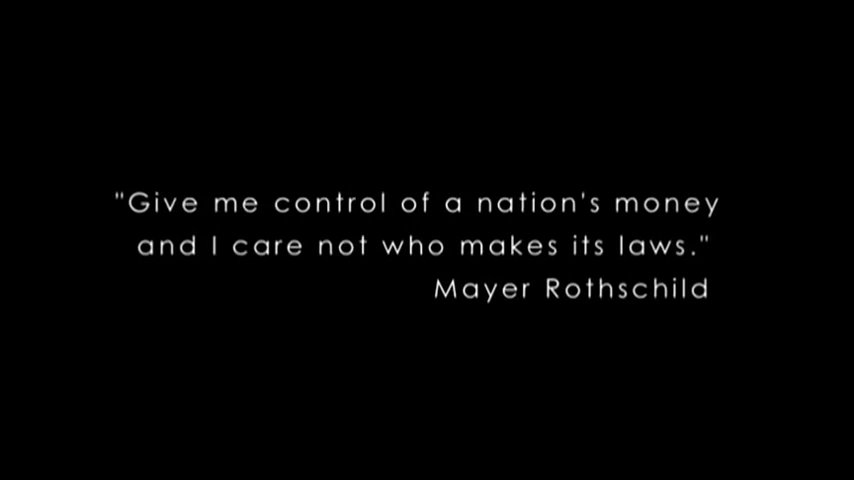 "Give me control of a nation's money
and I care not who makes its laws."
Mayer Rothschild